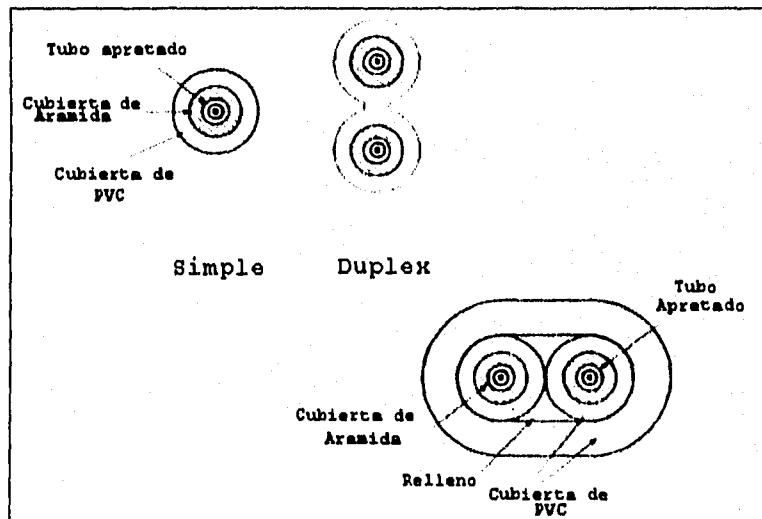 Tubo apretado
Cubierta de
Aramida
Cubierta de
PVC
Simple
Duplex
Tubo
Apretado
Cubierta de
Aramida
Relleno
Cubierta de
PVC